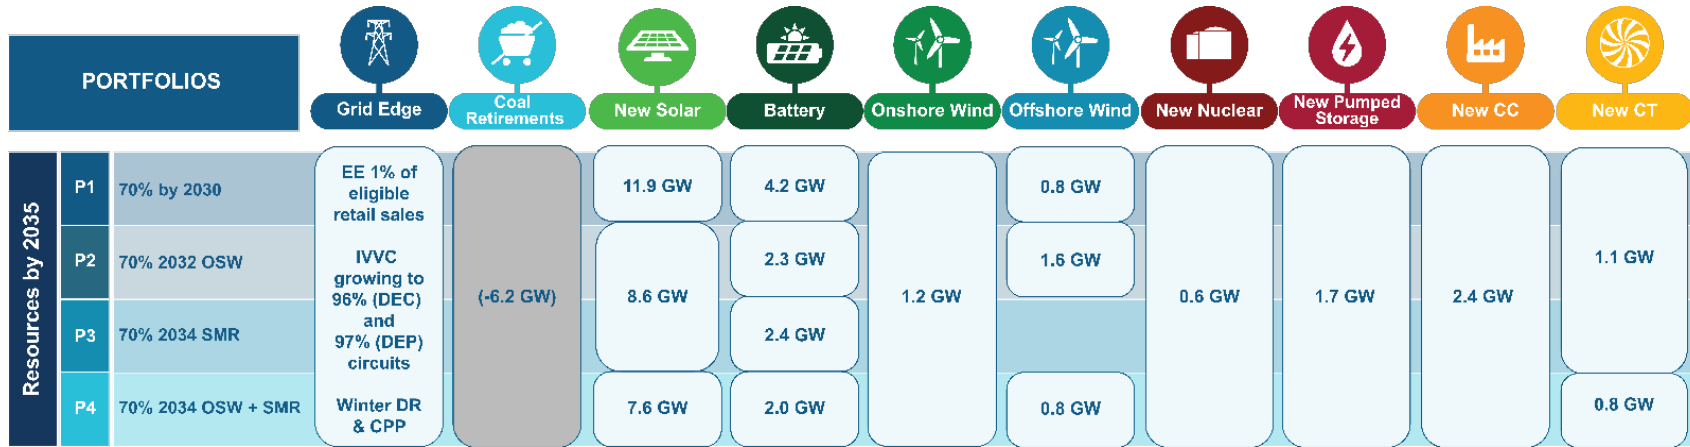 PORTFOLIOS
Grid Edge
Coal
Retirements
New Solar
Battery
Onshore Wind
Offshore Wind
New Nuclear
New Pumped
Storage
New CC
New CT
Resources by 2035
P1
70% by 2030
P2
70% 2032 OSW
P3
70% 2034 SMR
P4
70% 2034 OSW + SMR
EE 1% of
eligible
retail sales
IVVC
growing to
96% (DEC)
and
97% (DEP)
circuits
Winter DR
& CPP
(-6.2 GW)
11.9 GW
8.6 GW
7.6 GW
4.2 GW
2.3 GW
2.4 GW
2.0 GW
1.2 GW
0.8 GW
1.6 GW
0.8 GW
0.6 GW
1.7 GW
2.4 GW
1.1 GW
0.8 GW